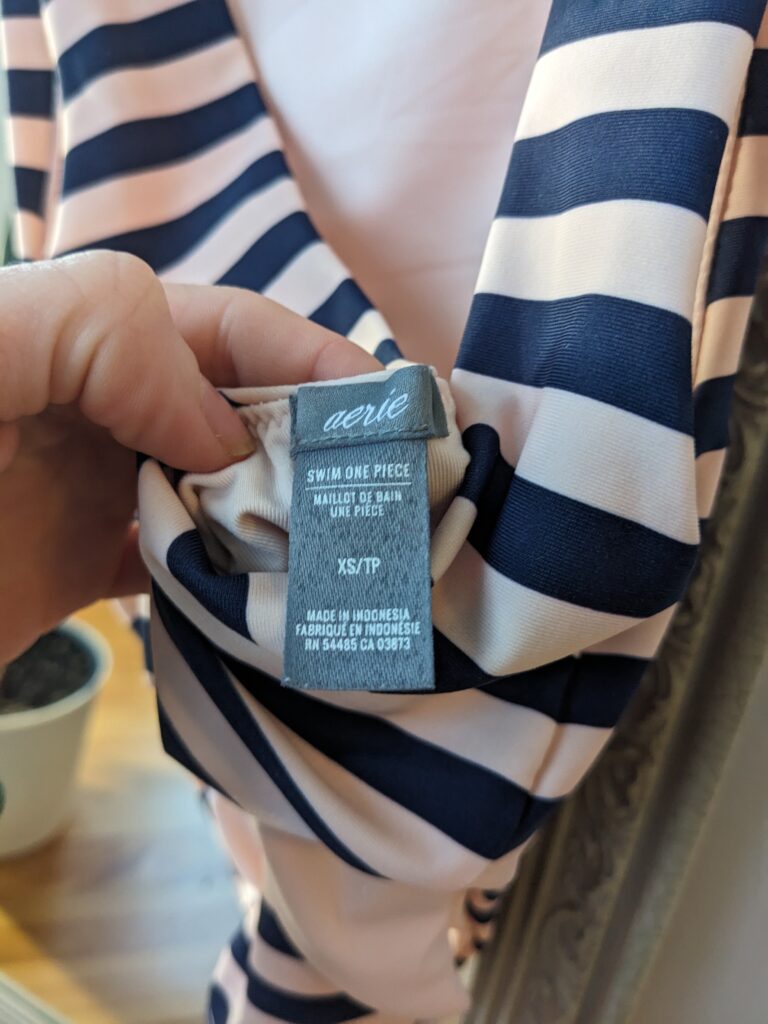 aerie
SWIM ONE PIECE
MAILLOT DE BAIN
UNE PIÈCE
XS/TP
MADE IN INDONESIA
FABRIQUÉ EN INDONÉSIE
RN 54485 CA 03873